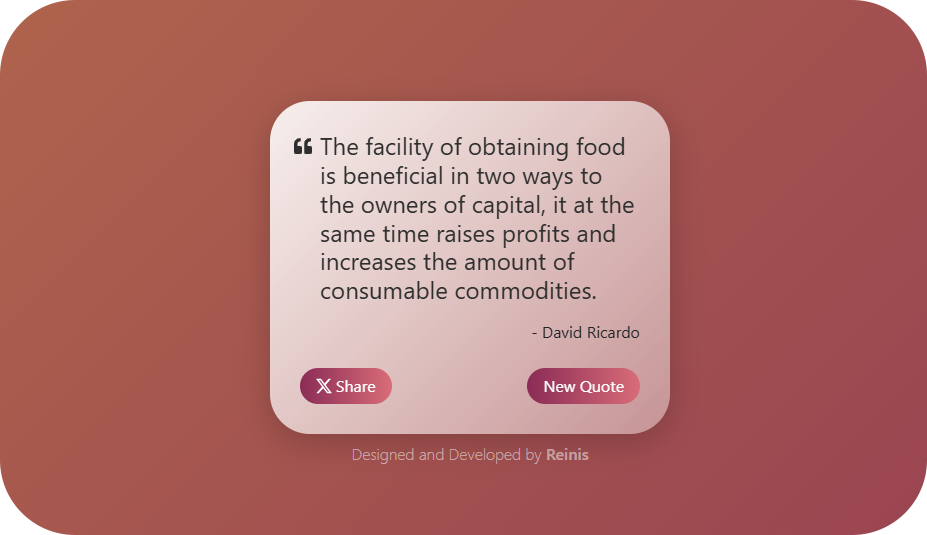 “ The facility of obtaining food
is beneficial in two ways to
the owners of capital, it at the
same time raises profits and
increases the amount of
consumable commodities.
- David Ricardo
Share
New Quote
Designed and Developed by Reinis